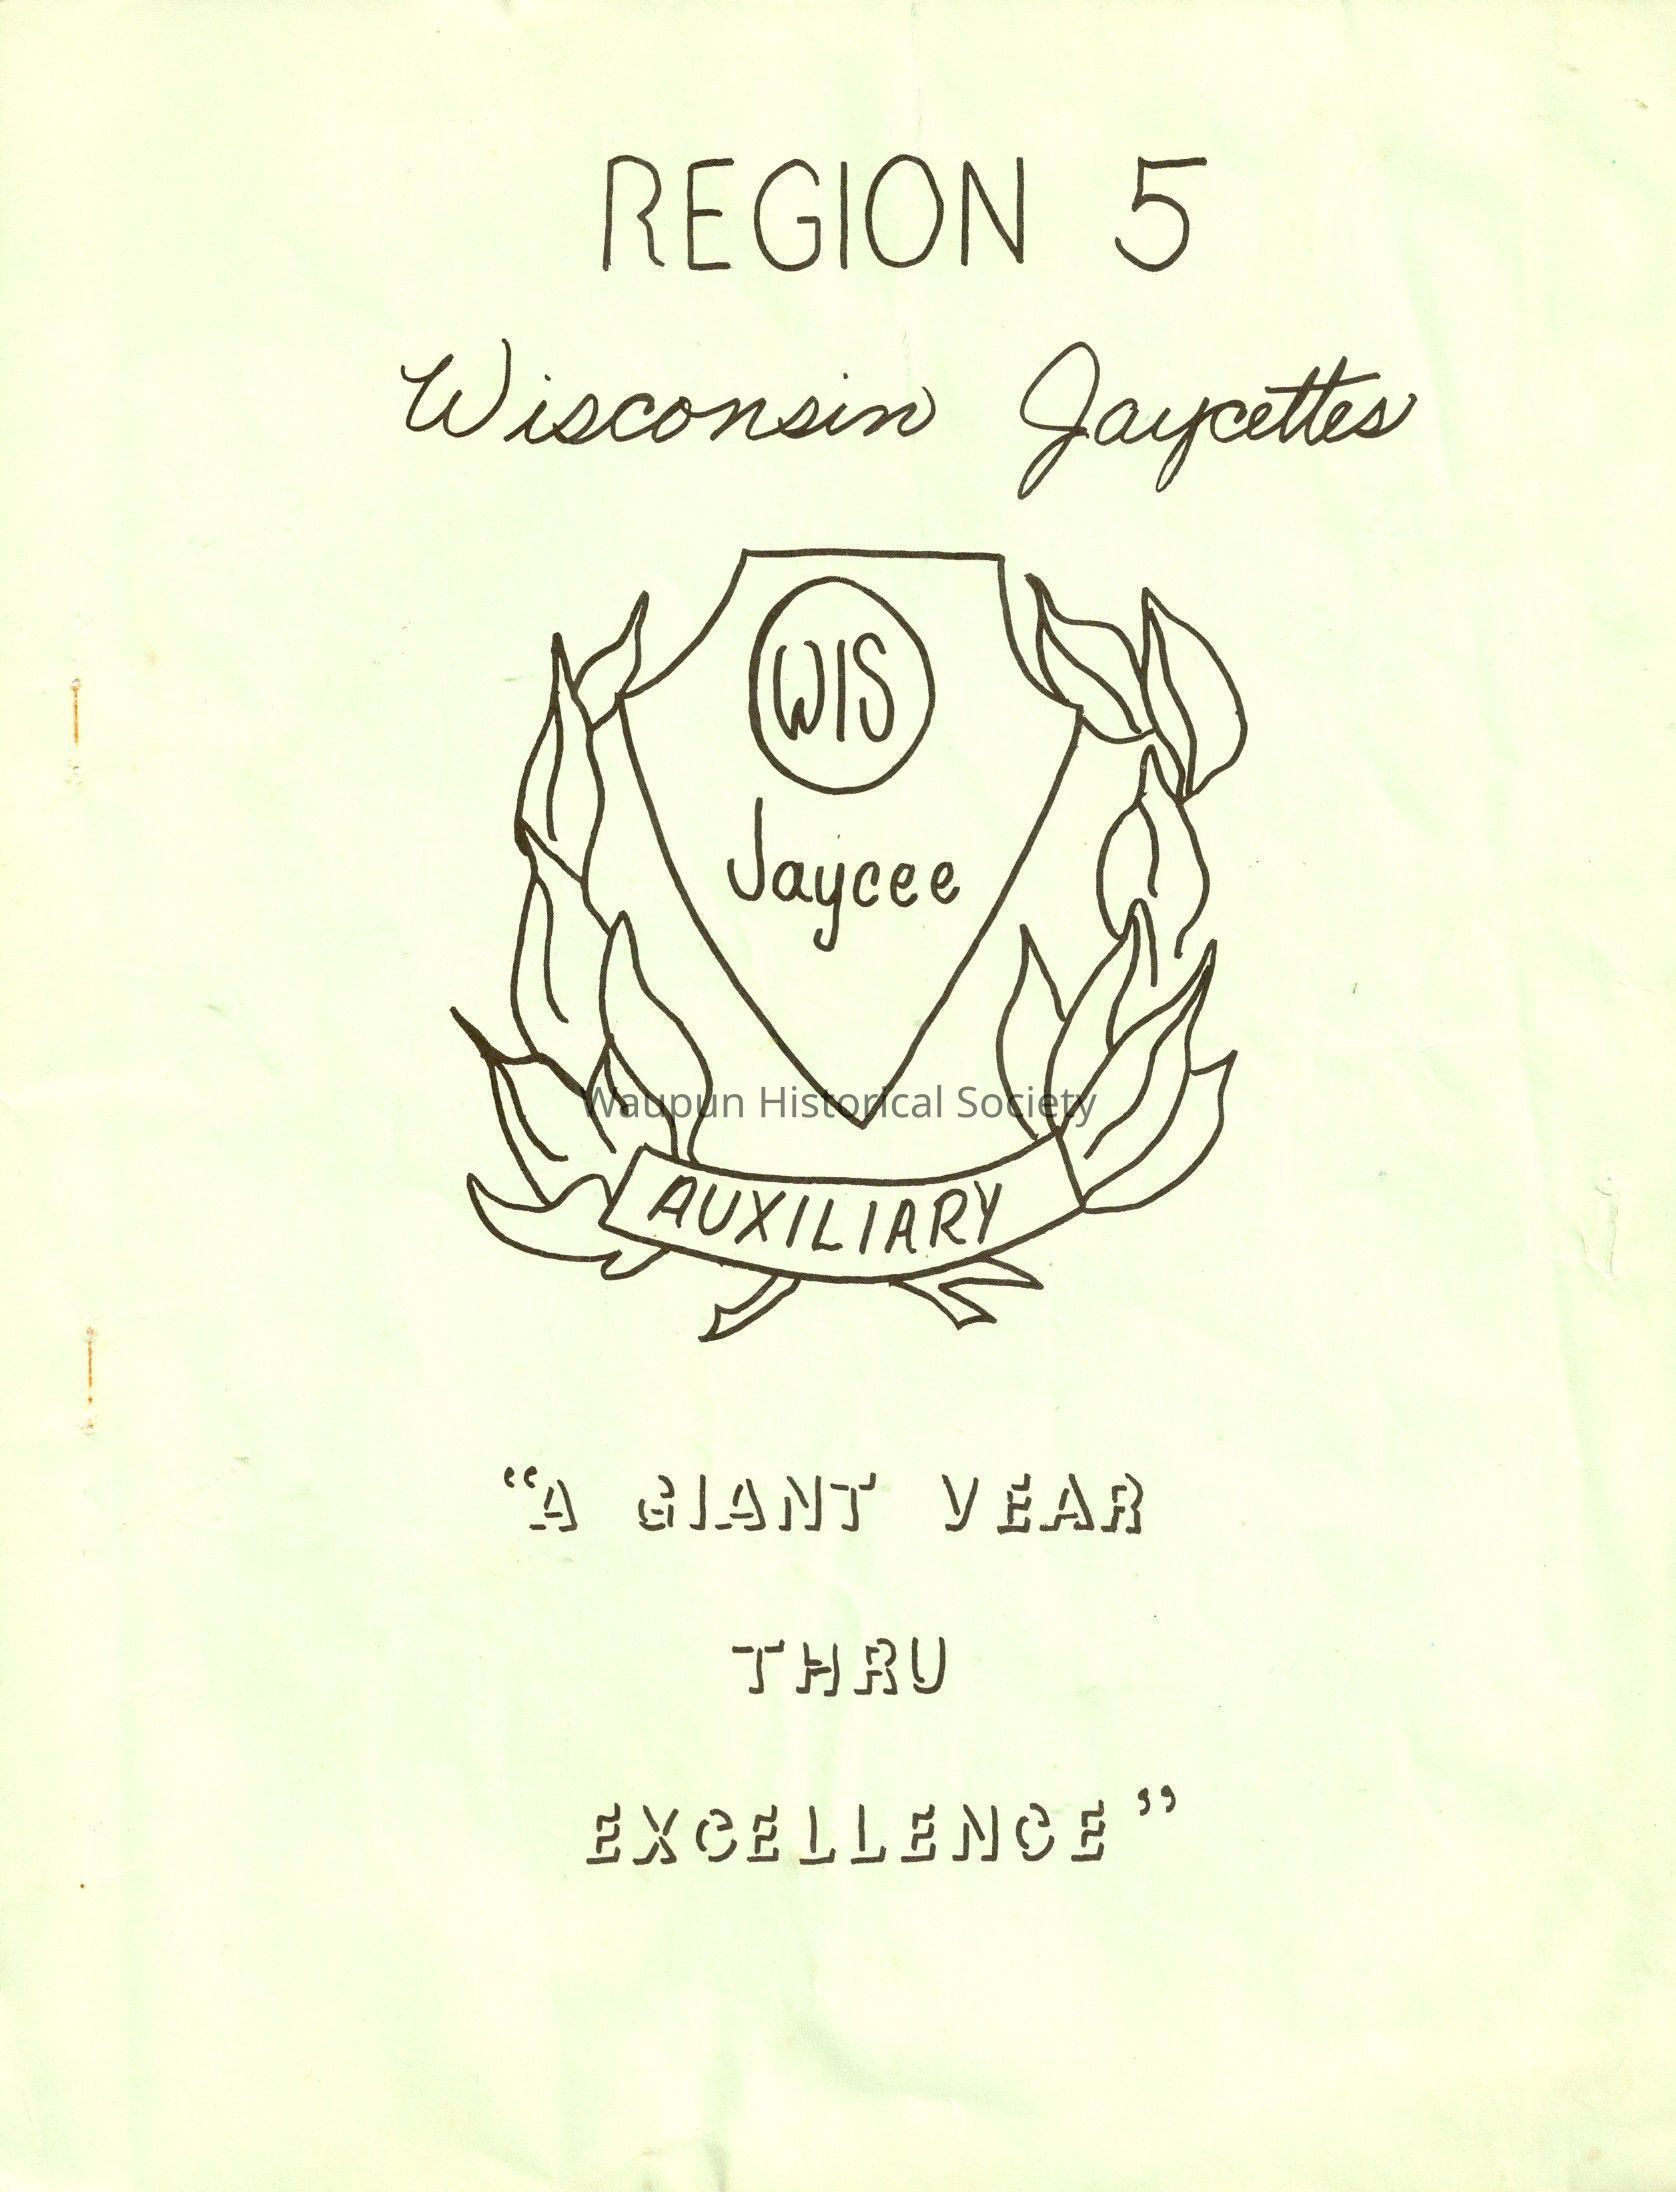 REGION 5
Wisconsin Jaycettes
WIS
Jaycee
Waupun Historical Society
AUXILIARY
"A GIANT YEAR
THRU
EXCELLENCE"